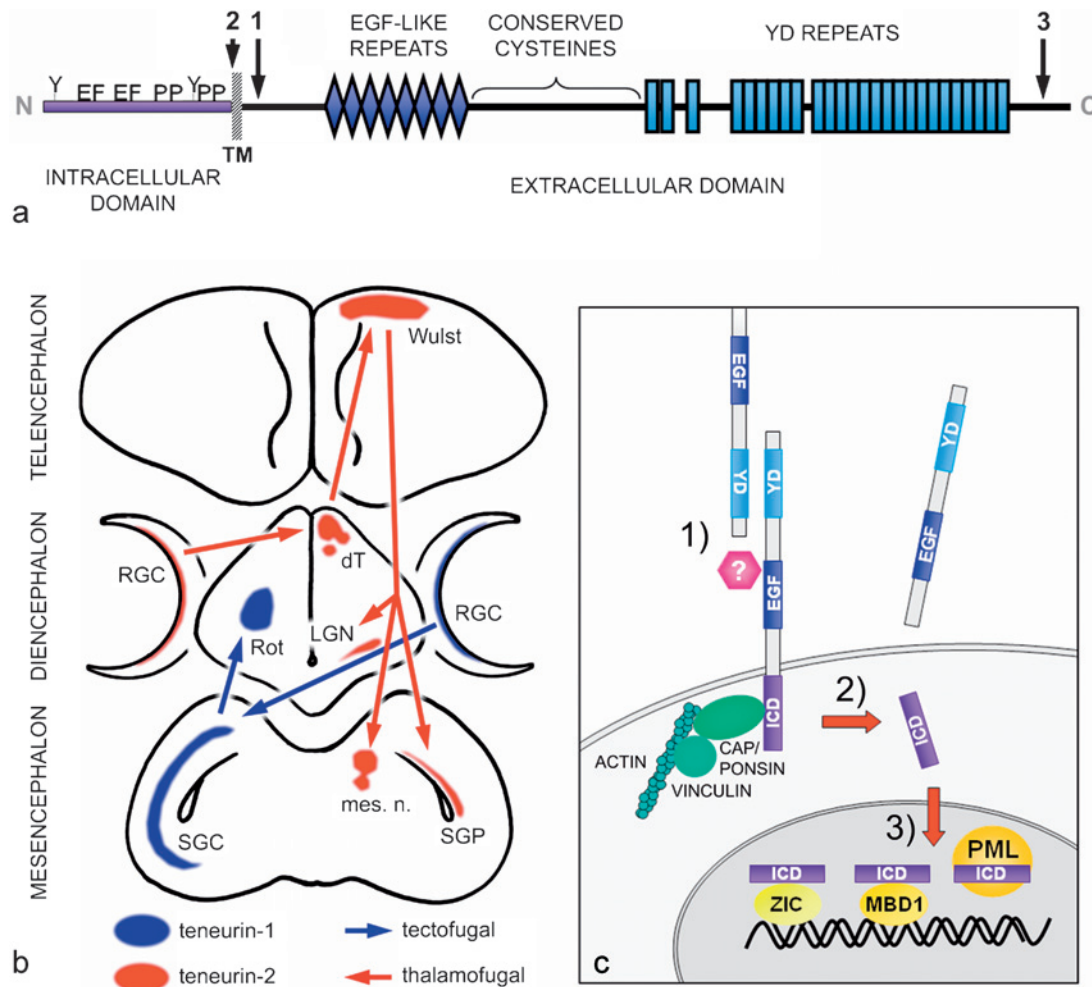 2 1 EGF-LIKE REPEATS CONSERVED CYSTEINES YD REPEATS 3
N Y EF EF PP Y PP C
TM
INTRACELLULAR DOMAIN
EXTRACELLULAR DOMAIN
a
TELENCEPHALON
Wulst
DIENCEPHALON
RGC
dT
RGC
Rot
LGN
MESENCEPHALON
SGC
mes. n.
SGP
teneurin-1
tectofugal
teneurin-2
thalamofugal
b
EGF
YD
YD
EGF
ICD
1)
?
YD
EGF
2)
ICD
ACTIN
CAP/
PONSIN
VINCULIN
3)
ICD
ZIC
ICD
MBD1
PML
ICD
c